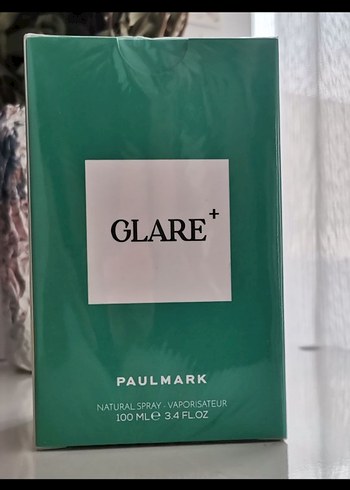 GLARE+
PAULMARK
NATURAL SPRAY - VAPORISATEUR
100 ML℮ 3.4 FL.OZ